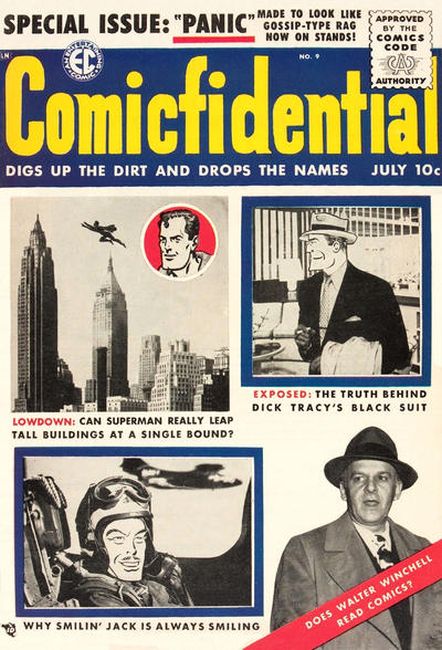 SPECIAL ISSUE: "PANIC" MADE TO LOOK LIKE
GOSSIP-TYPE RAG
NOW ON STANDS!
APPROVED
BY THE
COMICS
CODE
AUTHORITY
AN ENTERTAINING
EC
COMIC
NO. 9
Comicfidential
DIGS UP THE DIRT AND DROPS THE NAMES JULY 10c
LOWDOWN: CAN SUPERMAN REALLY LEAP
TALL BUILDINGS AT A SINGLE BOUND?
EXPOSED: THE TRUTH BEHIND
DICK TRACY'S BLACK SUIT
WHY SMILIN' JACK IS ALWAYS SMILING
DOES WALTER WINCHELL
READ COMICS?